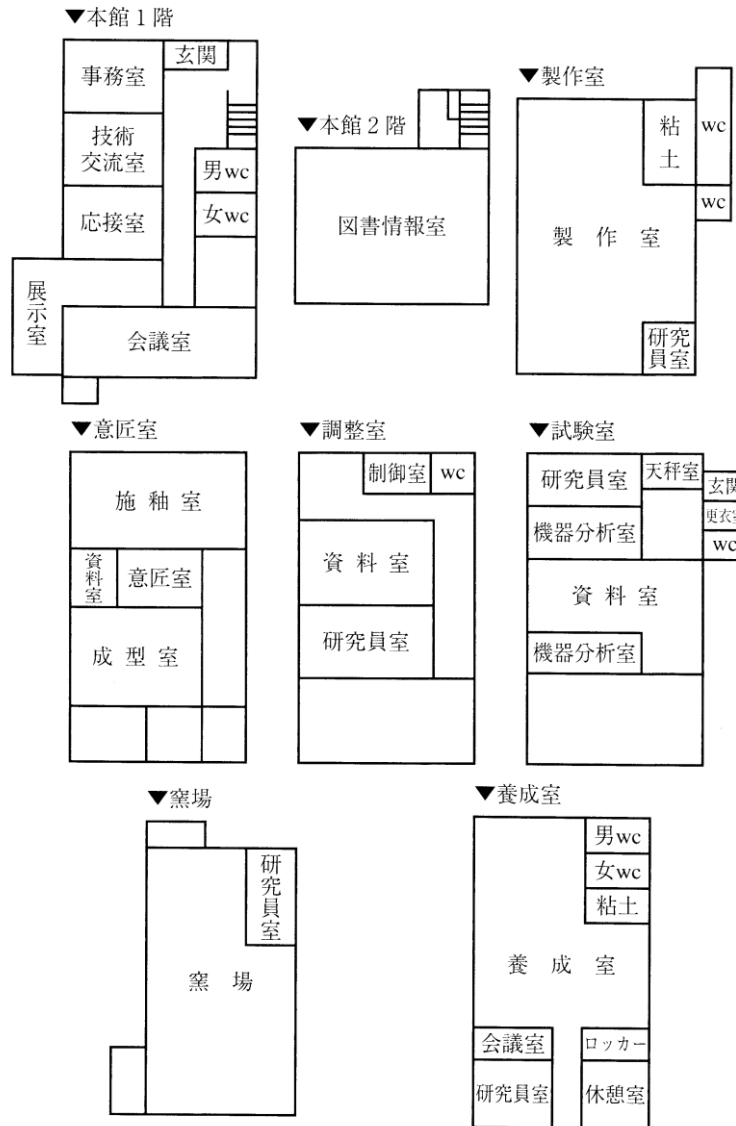 ▼本館1階
玄関
事務室
技術
交流室
男wc
応接室
女wc
展示室
会議室
▼本館2階
図書情報室
▼製作室
粘土
wc
wc
製作室
研究
員室
▼意匠室
施釉室
資料室
意匠室
成型室
▼調整室
制御室
wc
資料室
研究員室
▼試験室
研究員室
天秤室
玄関
機器分析室
更衣室
wc
資料室
機器分析室
▼窯場
研究員室
窯場
▼養成室
男wc
女wc
粘土
養成室
会議室
ロッカー
研究員室
休憩室